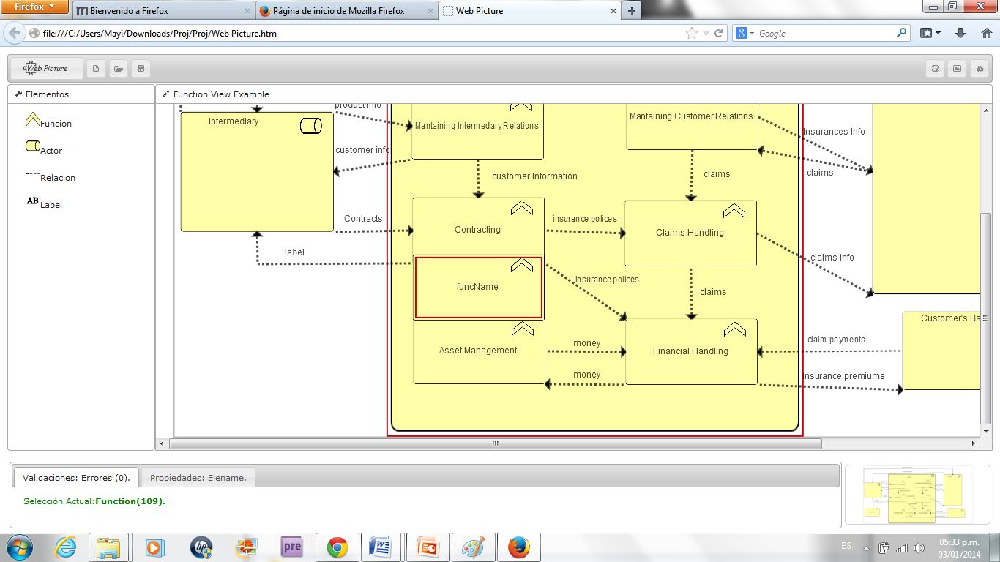 Firefox
Bienvenido a Firefox
Página de inicio de Mozilla Firefox
Web Picture
file:///C:/Users/Mayi/Downloads/Proj/Proj/Web Picture.htm
Google
Web Picture
Elementos
Function View Example
Funcion
Actor
Relacion
AB Label
product info
Intermediary
Mantaining Intermedary Relations
Mantaining Customer Relations
Insurances Info
customer info
customer Information
claims
claims
Contracts
insurance polices
Contracting
Claims Handling
label
claims info
insurance polices
funcName
claims
Customer's Ba
money
claim payments
Asset Management
Financial Handling
money
insurance premiums
Validaciones: Errores (0).
Propiedades: Elename.
Selección Actual:Function(109).
pre
ES
05:33 p.m.
03/01/2014